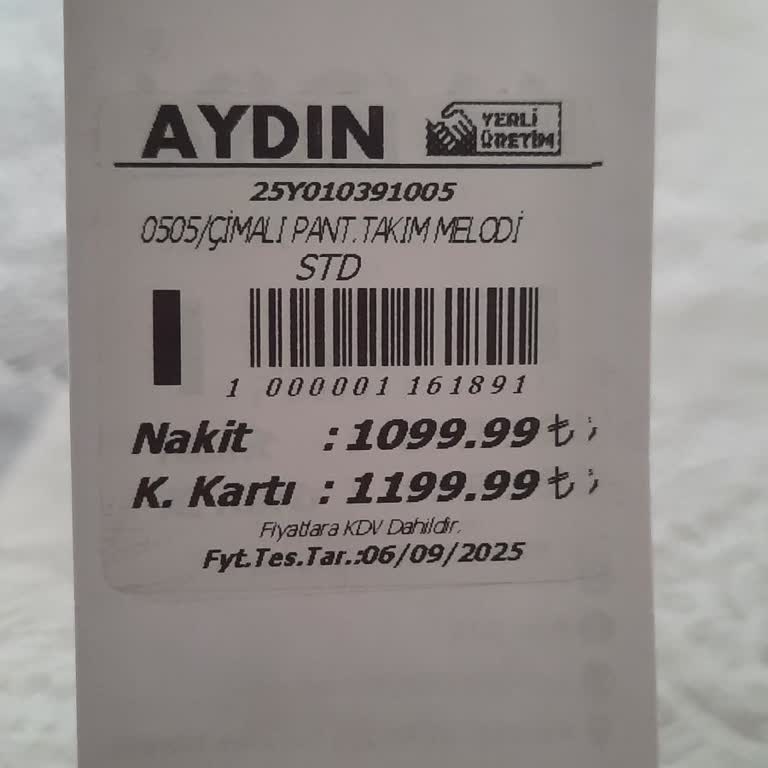 AYDIN
YERLİ
ÜRETİM
25Y010391005
0505/ÇİMALI PANT.TAKIM MELODİ
STD
1 000001 161891
Nakit : 1099.99 ₺
K. Kartı : 1199.99 ₺
Fiyatlara KDV Dahildir.
Fyt.Tes.Tar.:06/09/2025